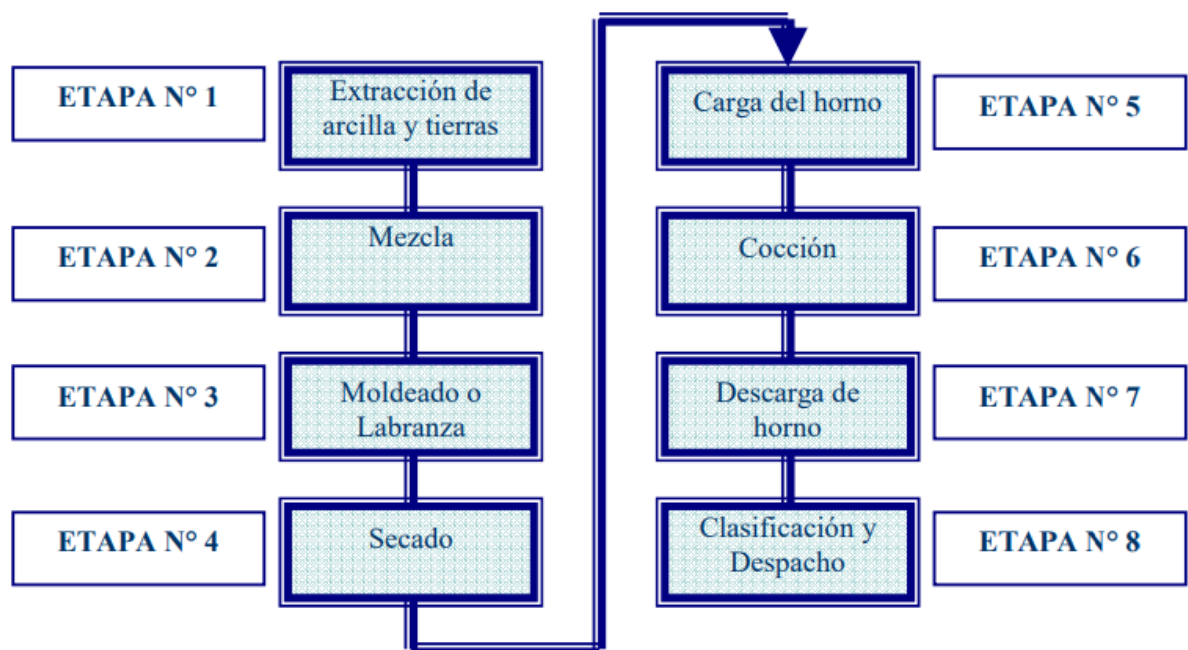 ETAPA N° 1
Extracción de
arcilla y tierras
ETAPA N° 2
Mezcla
ETAPA N° 3
Moldeado o
Labranza
ETAPA N° 4
Secado
Carga del horno
ETAPA N° 5
Cocción
ETAPA N° 6
Descarga de
horno
ETAPA N° 7
Clasificación y
Despacho
ETAPA N° 8